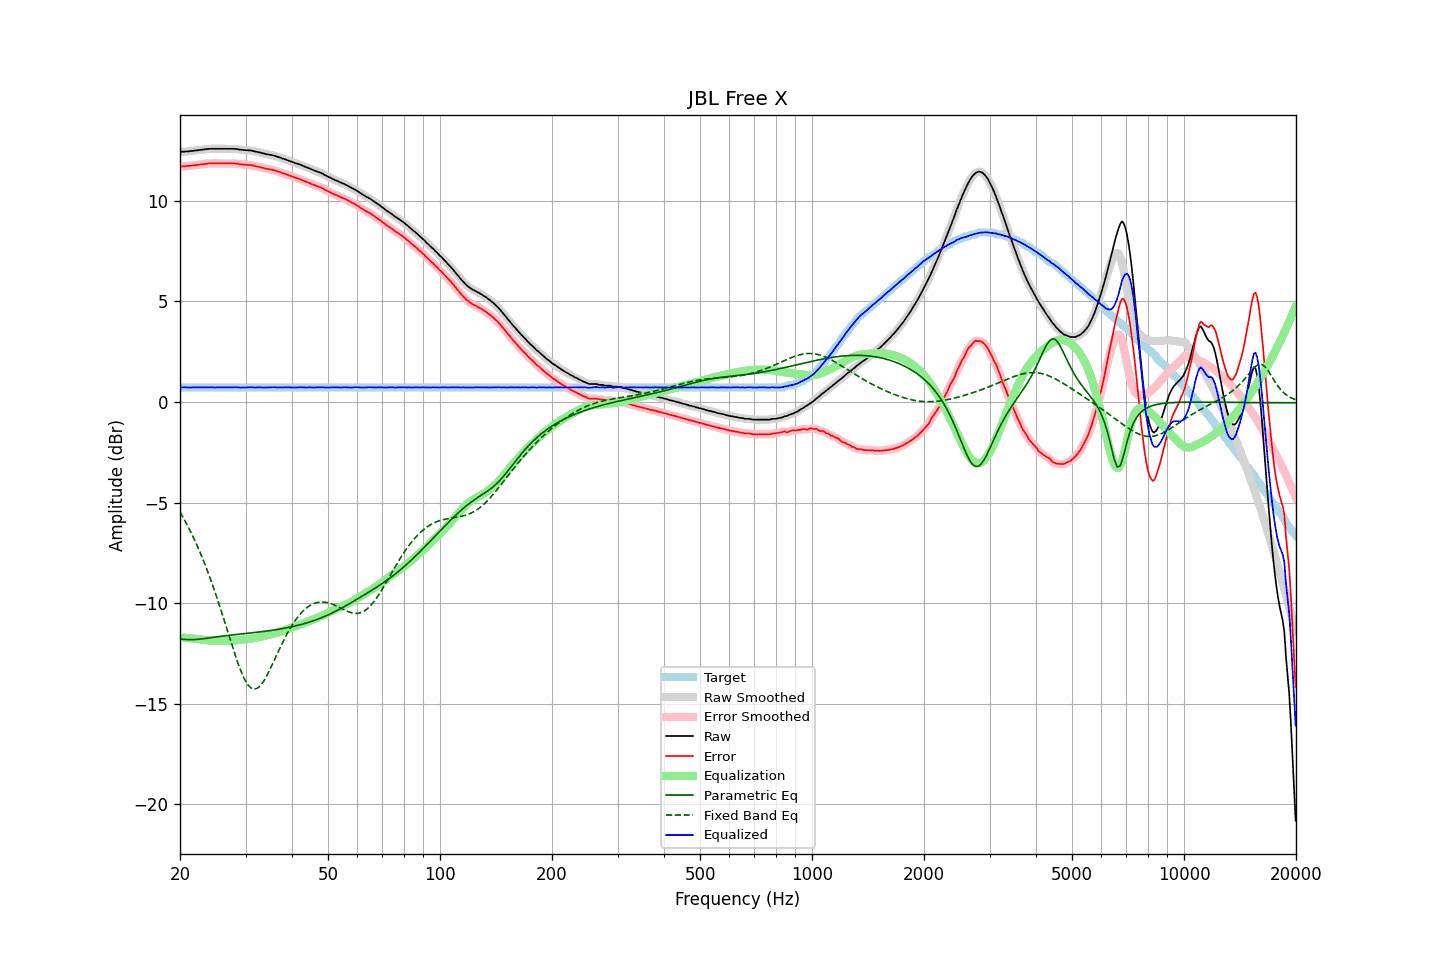 JBL Free X
10
5
0
−5
−10
−15
−20
Amplitude (dBr)
Target
Raw Smoothed
Error Smoothed
Raw
Error
Equalization
Parametric Eq
Fixed Band Eq
Equalized
20 50 100 200 500 1000 2000 5000 10000 20000
Frequency (Hz)